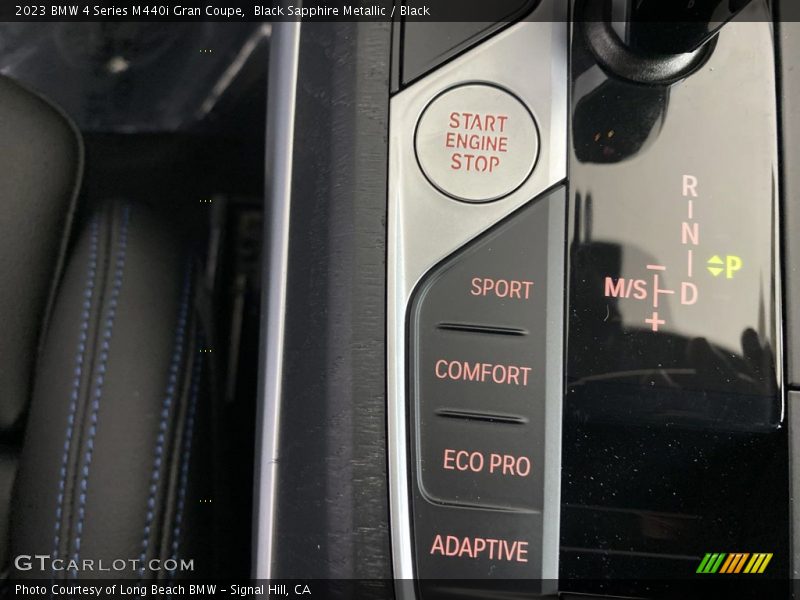 2023 BMW 4 Series M440i Gran Coupe,  Black Sapphire Metallic / Black
START
ENGINE
STOP
R
N
P
M/S
D
+
SPORT
COMFORT
ECO PRO
ADAPTIVE
GTCARLOT.COM
Photo Courtesy of Long Beach BMW - Signal Hill, CA